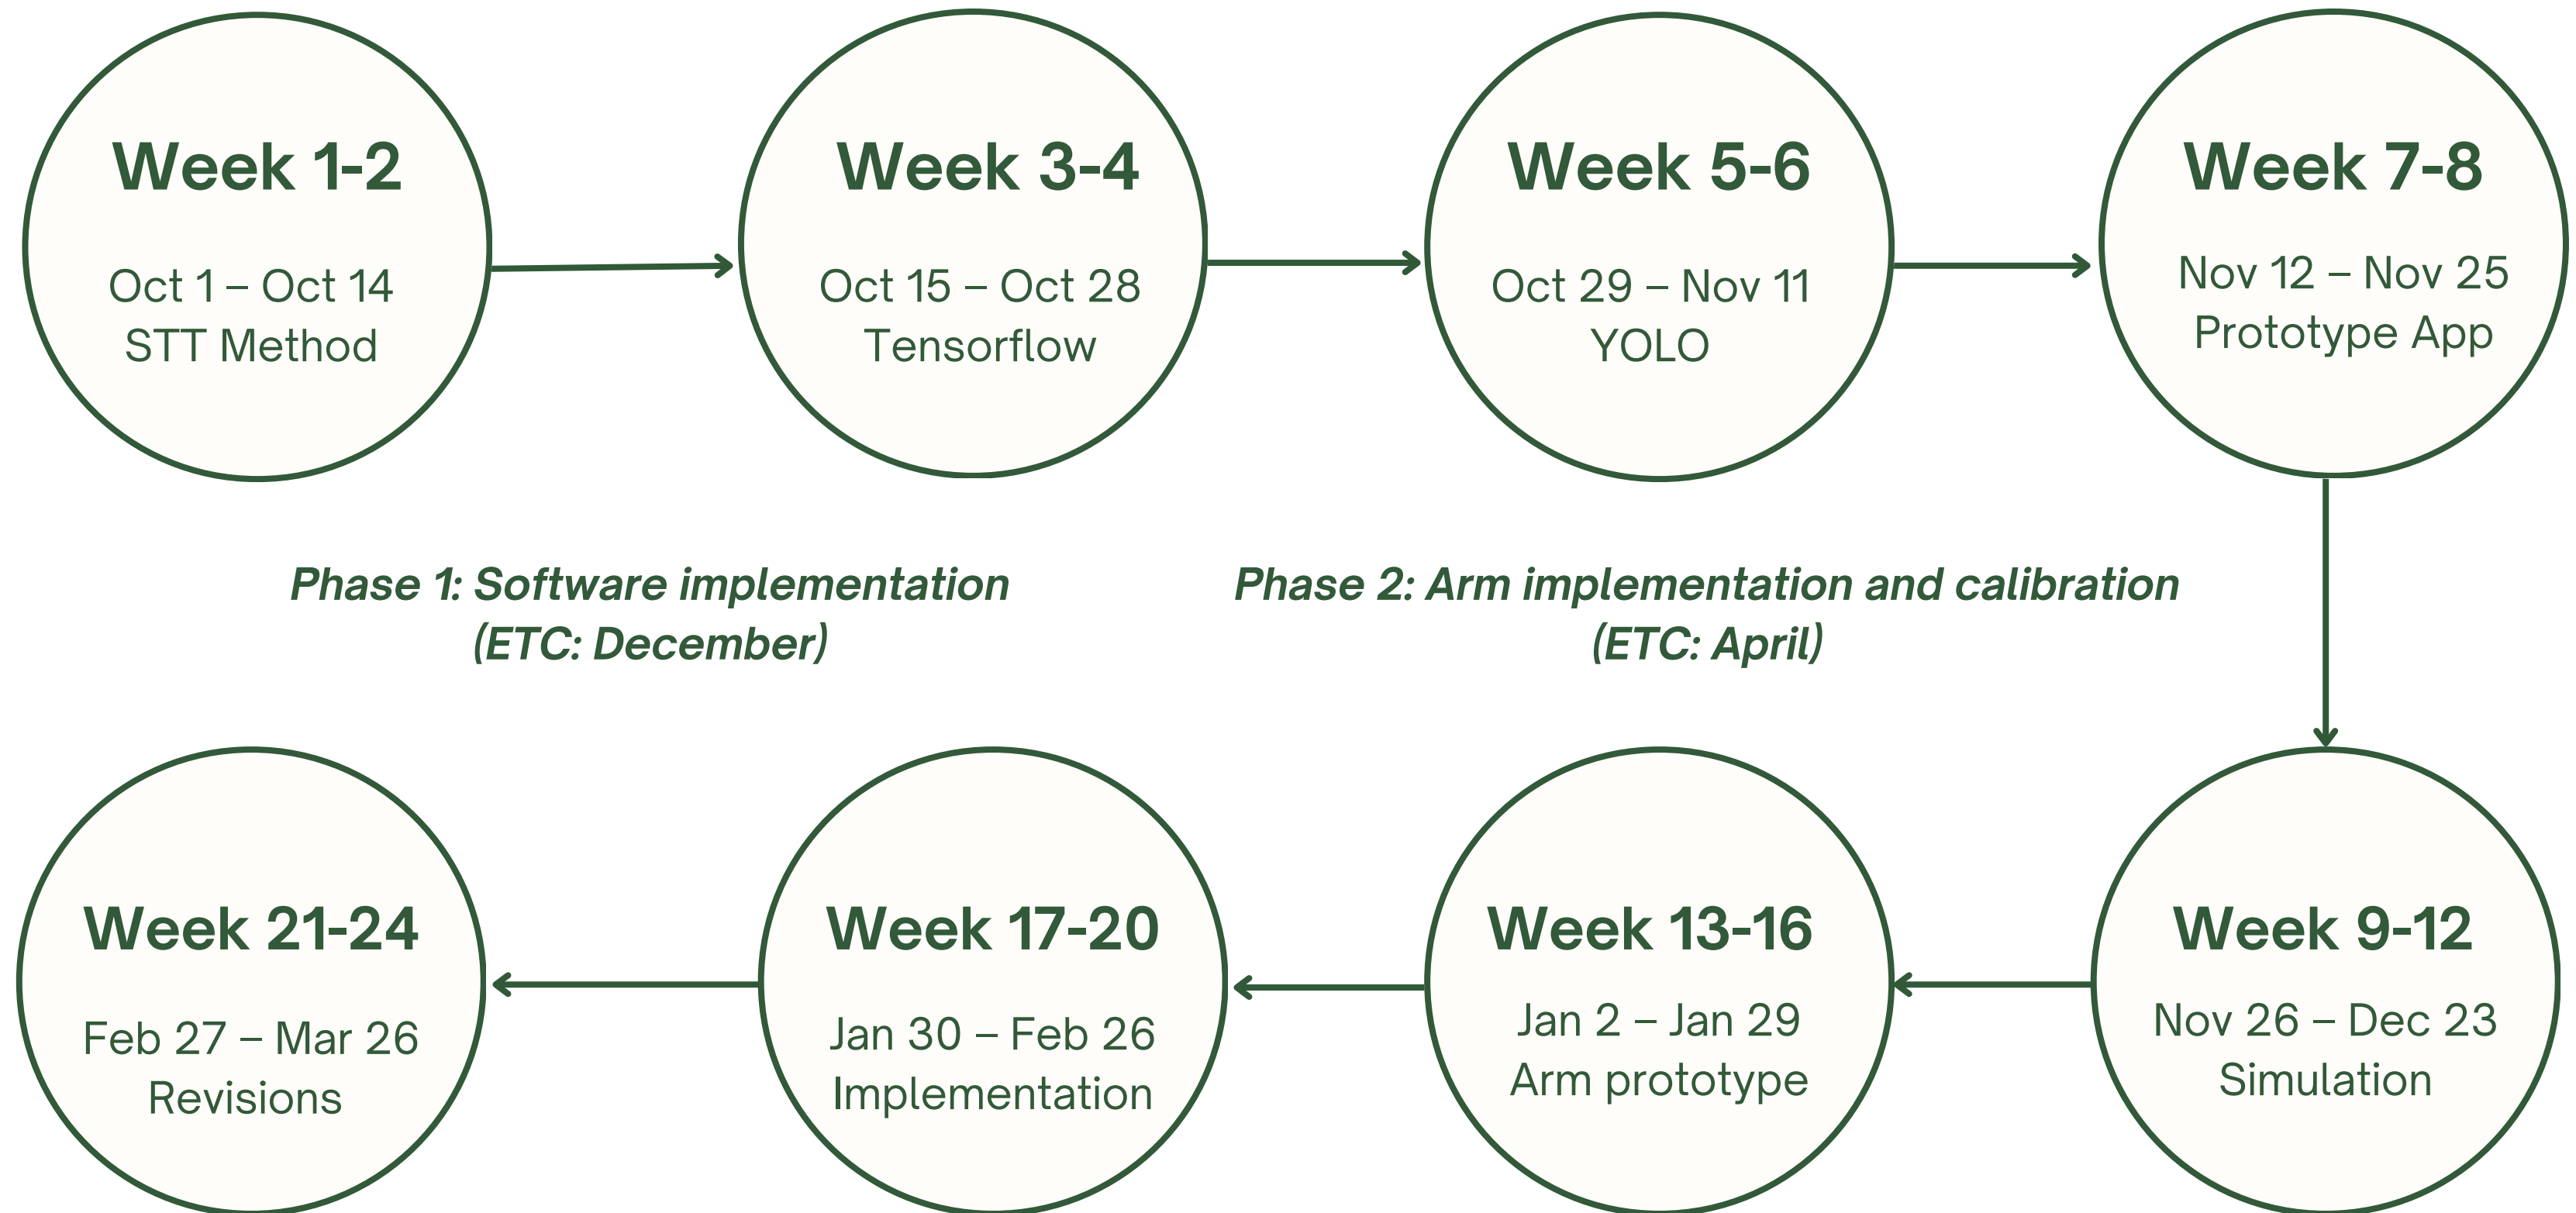 Week 1-2
Oct 1 – Oct 14
STT Method
Week 3-4
Oct 15 – Oct 28
Tensorflow
Week 5-6
Oct 29 – Nov 11
YOLO
Week 7-8
Nov 12 – Nov 25
Prototype App
Phase 1: Software implementation
(ETC: December)
Phase 2: Arm implementation and calibration
(ETC: April)
Week 9-12
Nov 26 – Dec 23
Simulation
Week 13-16
Jan 2 – Jan 29
Arm prototype
Week 17-20
Jan 30 – Feb 26
Implementation
Week 21-24
Feb 27 – Mar 26
Revisions